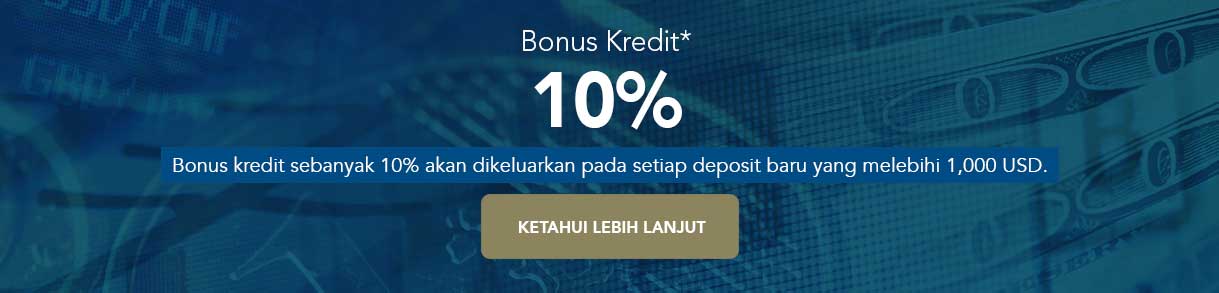 Bonus Kredit*
10%
Bonus kredit sebanyak 10% akan dikeluarkan pada setiap deposit baru yang melebihi 1,000 USD.
KETAHUI LEBIH LANJUT